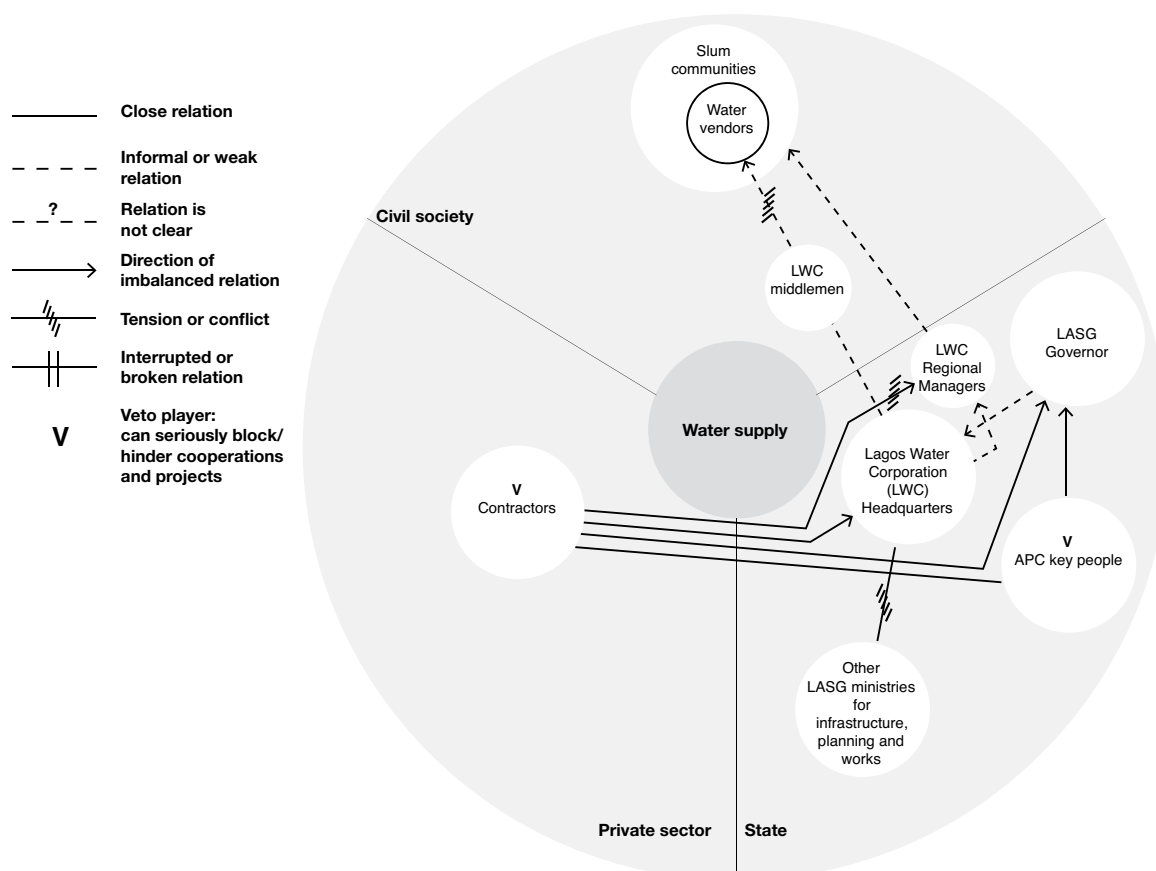 Close relation
Informal or weak
relation
?
Relation is
not clear
Direction of
imbalanced relation
Tension or conflict
Interrupted or
broken relation
V
Veto player:
can seriously block/
hinder cooperations
and projects
Slum
communities
Water
vendors
Civil society
LWC
middlemen
LWC
Regional
Managers
LASG
Governor
Water supply
Lagos Water
Corporation
(LWC)
Headquarters
V
Contractors
V
APC key people
Other
LASG ministries
for
infrastructure,
planning and
works
Private sector
State